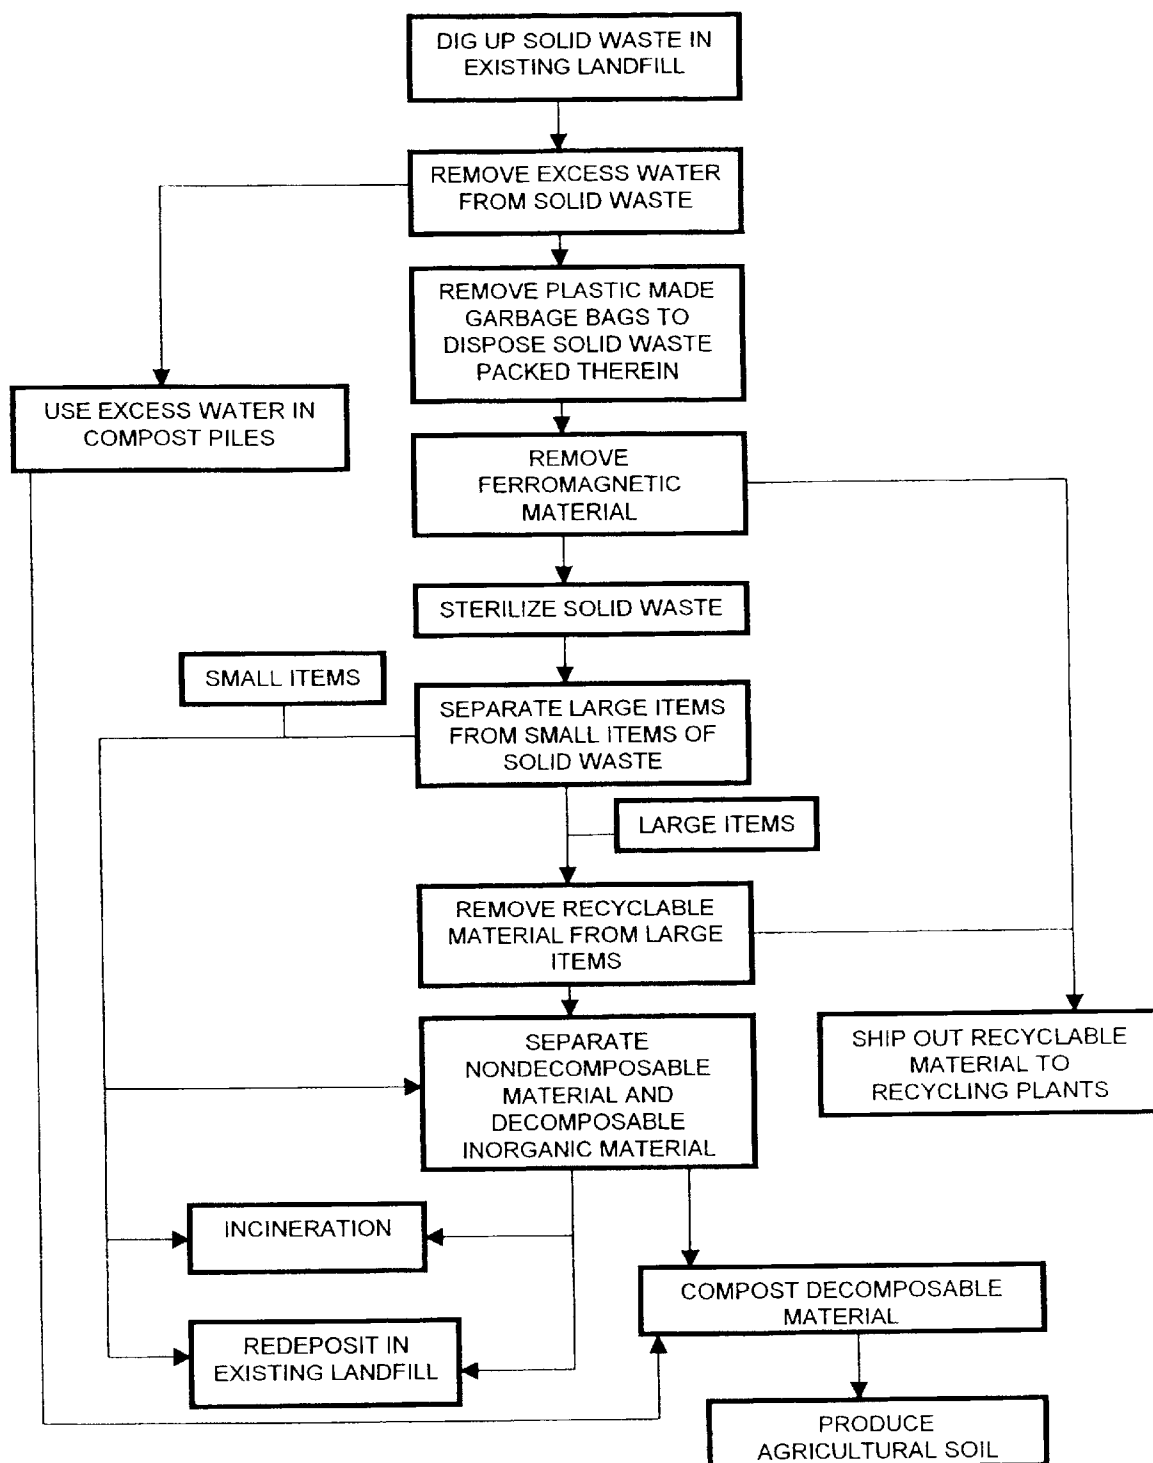 DIG UP SOLID WASTE IN
EXISTING LANDFILL
REMOVE EXCESS WATER
FROM SOLID WASTE
REMOVE PLASTIC MADE
GARBAGE BAGS TO
DISPOSE SOLID WASTE
PACKED THEREIN
USE EXCESS WATER IN
COMPOST PILES
REMOVE
FERROMAGNETIC
MATERIAL
STERILIZE SOLID WASTE
SMALL ITEMS
SEPARATE LARGE ITEMS
FROM SMALL ITEMS OF
SOLID WASTE
LARGE ITEMS
REMOVE RECYCLABLE
MATERIAL FROM LARGE
ITEMS
SEPARATE
NONDECOMPOSABLE
MATERIAL AND
DECOMPOSABLE
INORGANIC MATERIAL
SHIP OUT RECYCLABLE
MATERIAL TO
RECYCLING PLANTS
INCINERATION
COMPOST DECOMPOSABLE
MATERIAL
REDEPOSIT IN
EXISTING LANDFILL
PRODUCE
AGRICULTURAL SOIL